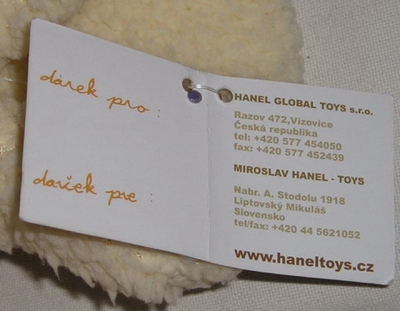 dárek pro :
darček pre :
HANEL GLOBAL TOYS s.r.o.
Razov 472,Vizovice
Česká republika
tel: +420 577 454050
fax: +420 577 452439
MIROSLAV HANEL - TOYS
Nabr. A. Stodolu 1918
Liptovský Mikuláš
Slovensko
tel/fax: +420 44 5621052
www.haneltoys.cz